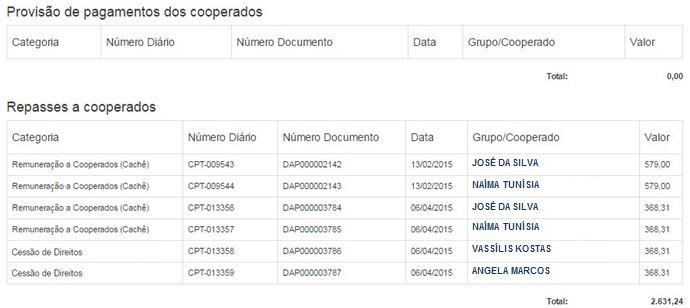 Provisão de pagamentos dos cooperados
Categoria Número Diário Número Documento Data Grupo/Cooperado Valor
Total: 0,00
Repasses a cooperados
Categoria Número Diário Número Documento Data Grupo/Cooperado Valor
Remuneração a Cooperados (Cachê) CPT-009543 DAP000002142 13/02/2015 JOSÉ DA SILVA 579,00
Remuneração a Cooperados (Cachê) CPT-009544 DAP000002143 13/02/2015 NAÍMA TUNÍSIA 579,00
Remuneração a Cooperados (Cachê) CPT-013356 DAP000003784 06/04/2015 JOSÉ DA SILVA 368,31
Remuneração a Cooperados (Cachê) CPT-013357 DAP000003785 06/04/2015 NAÍMA TUNÍSIA 368,31
Cessão de Direitos CPT-013358 DAP000003786 06/04/2015 VASSÍLIS KOSTAS 368,31
Cessão de Direitos CPT-013359 DAP000003787 06/04/2015 ANGELA MARCOS 368,31
Total: 2.631,24